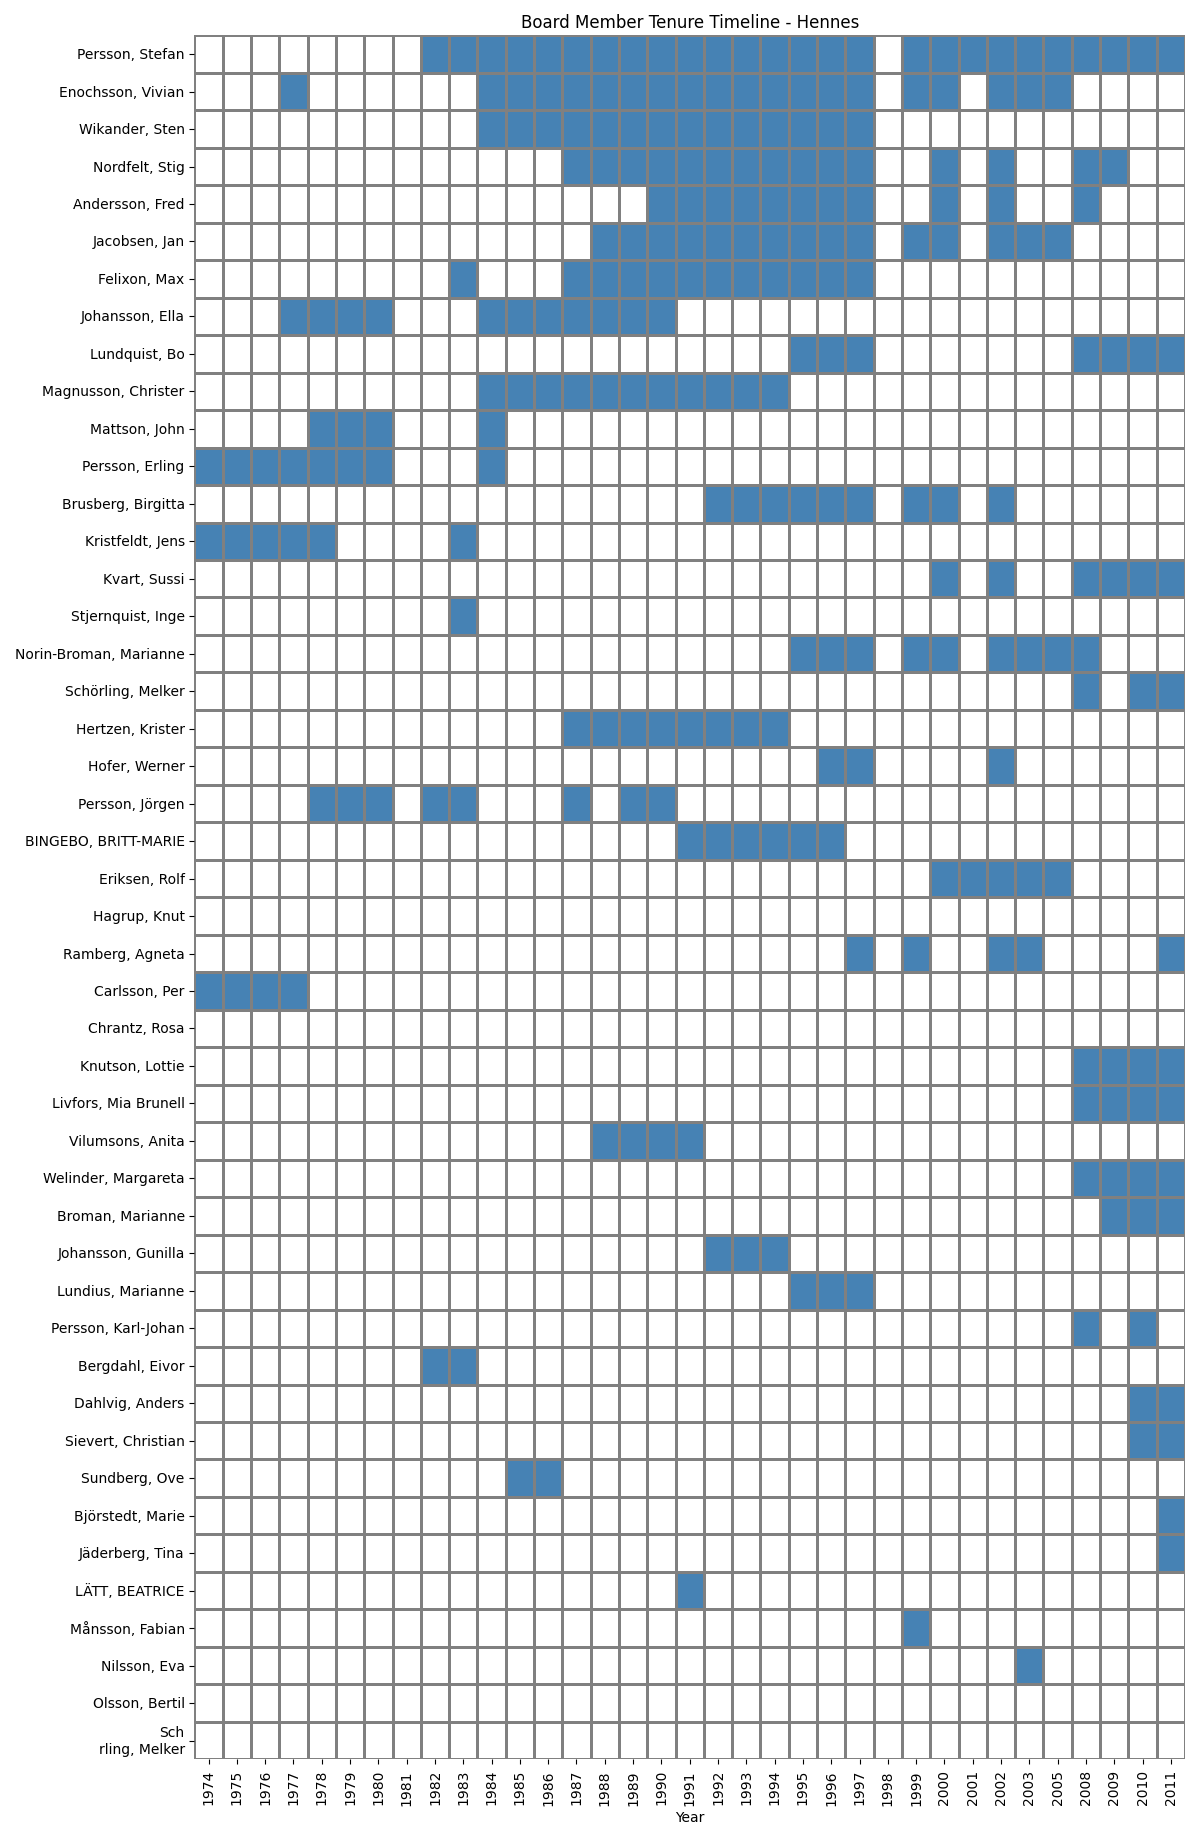 Board Member Tenure Timeline - Hennes
Persson, Stefan
Enochsson, Vivian
Wikander, Sten
Nordfelt, Stig
Andersson, Fred
Jacobsen, Jan
Felixon, Max
Johansson, Ella
Lundquist, Bo
Magnusson, Christer
Mattson, John
Persson, Erling
Brusberg, Birgitta
Kristfeldt, Jens
Kvart, Sussi
Stjernquist, Inge
Norin-Broman, Marianne
Schörling, Melker
Hertzen, Krister
Hofer, Werner
Persson, Jörgen
BINGEBO, BRITT-MARIE
Eriksen, Rolf
Hagrup, Knut
Ramberg, Agneta
Carlsson, Per
Chrantz, Rosa
Knutson, Lottie
Livfors, Mia Brunell
Vilumsons, Anita
Welinder, Margareta
Broman, Marianne
Johansson, Gunilla
Lundius, Marianne
Persson, Karl-Johan
Bergdahl, Eivor
Dahlvig, Anders
Sievert, Christian
Sundberg, Ove
Björstedt, Marie
Jäderberg, Tina
LÄTT, BEATRICE
Månsson, Fabian
Nilsson, Eva
Olsson, Bertil
Sch
rling, Melker
1974 1975 1976 1977 1978 1979 1980 1981 1982 1983 1984 1985 1986 1987 1988 1989 1990 1991 1992 1993 1994 1995 1996 1997 1998 1999 2000 2001 2002 2003 2005 2008 2009 2010 2011
Year